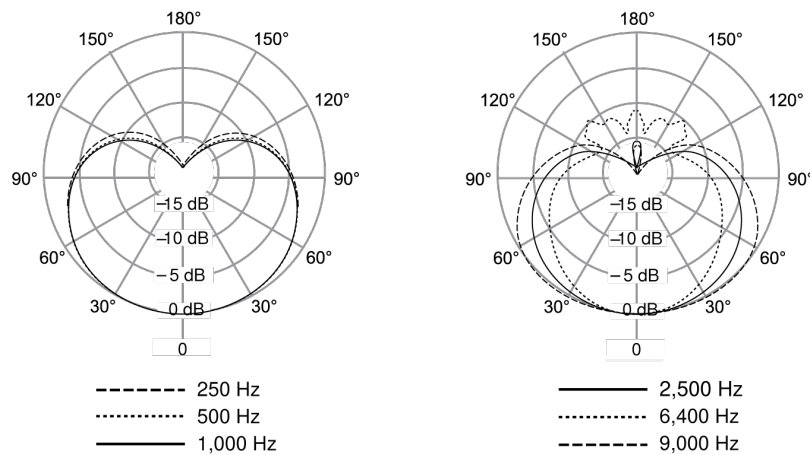 180°
150° 150°
120° 120°
90° 90°
60° 60°
30° 30°
−15 dB
−10 dB
−5 dB
0 dB
0
250 Hz
500 Hz
1,000 Hz
180°
150° 150°
120° 120°
90° 90°
60° 60°
30° 30°
−15 dB
−10 dB
−5 dB
0 dB
0
2,500 Hz
6,400 Hz
9,000 Hz